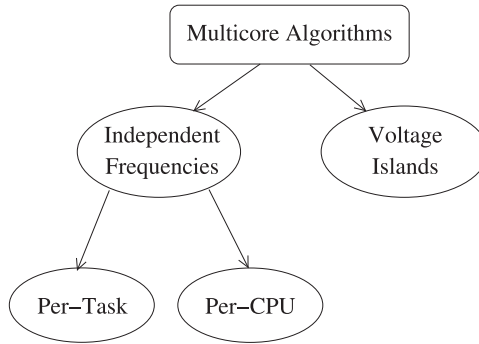 Multicore Algorithms
Independent
Frequencies
Voltage
Islands
Per−Task
Per−CPU